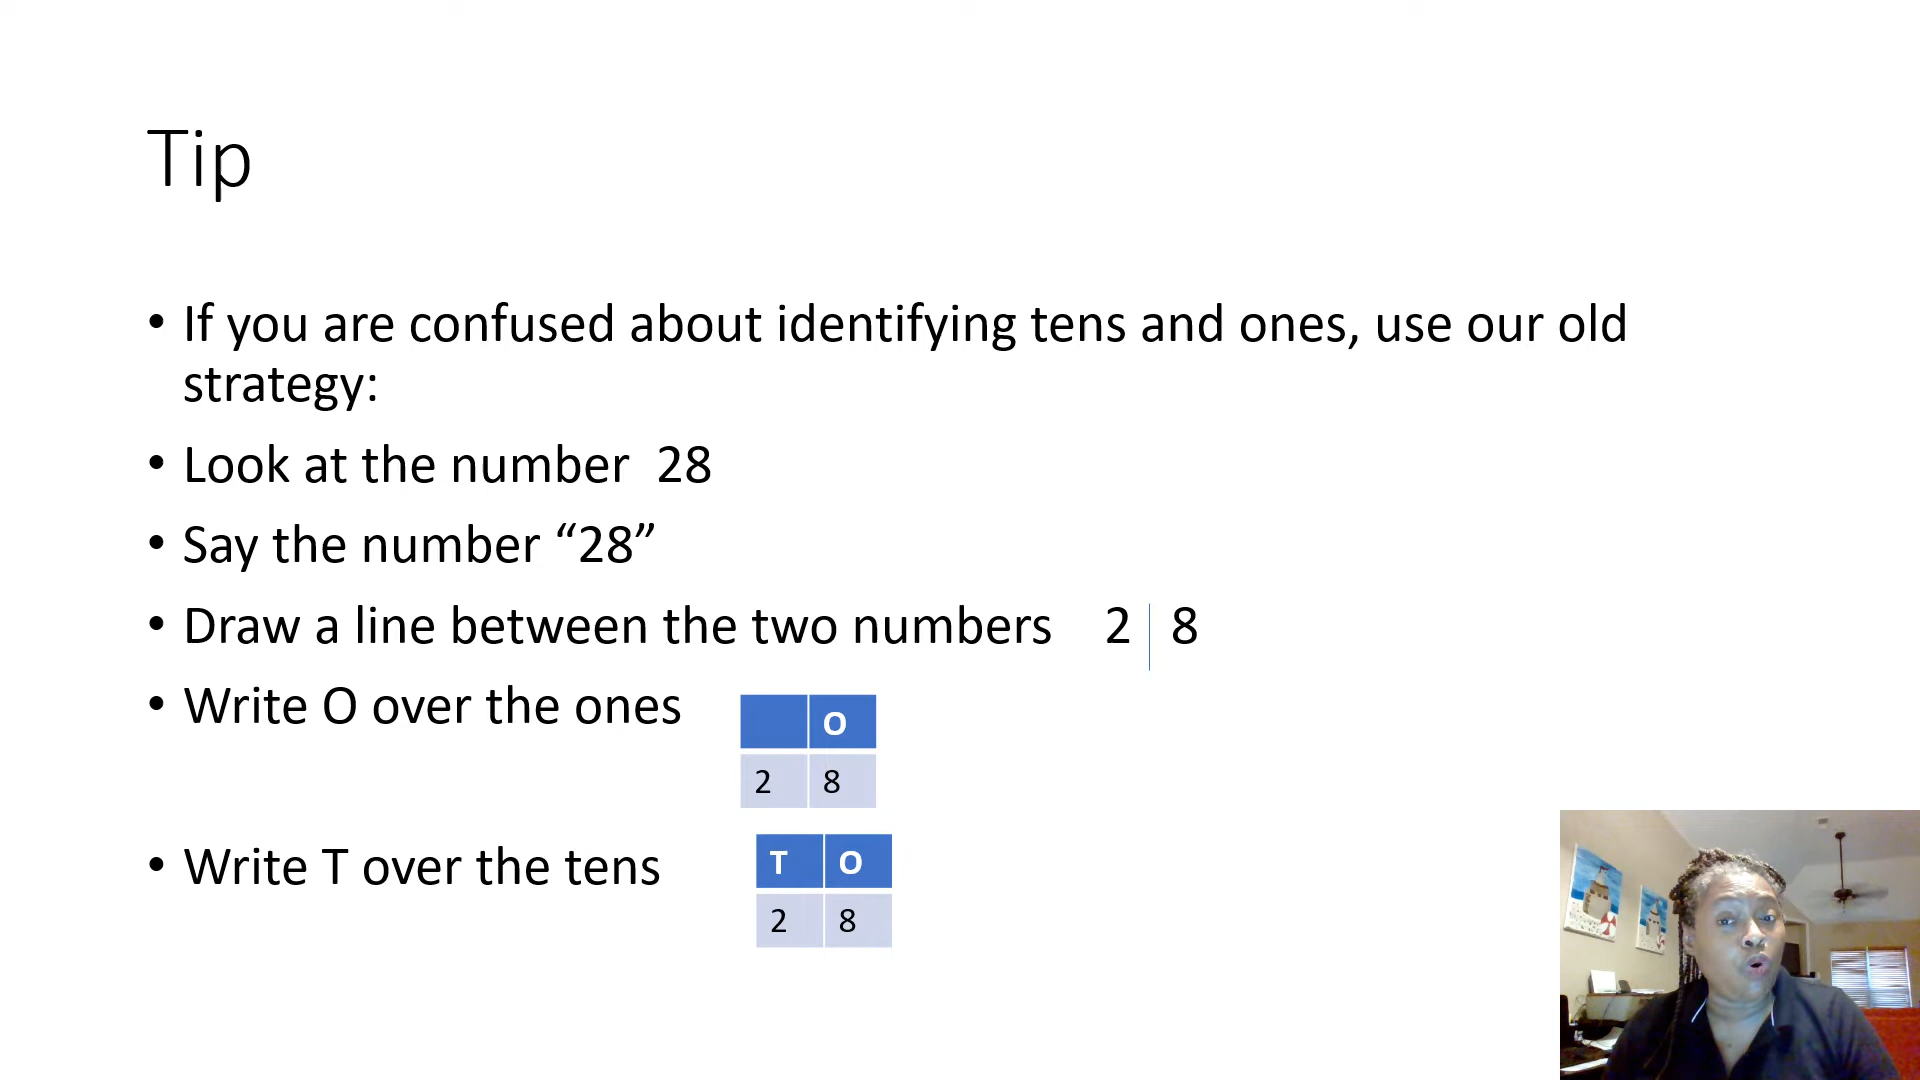 Tip
• If you are confused about identifying tens and ones, use our old
strategy:
• Look at the number 28
• Say the number “28”
• Draw a line between the two numbers 2 8
• Write O over the ones
O
2 8
• Write T over the tens
T O
2 8